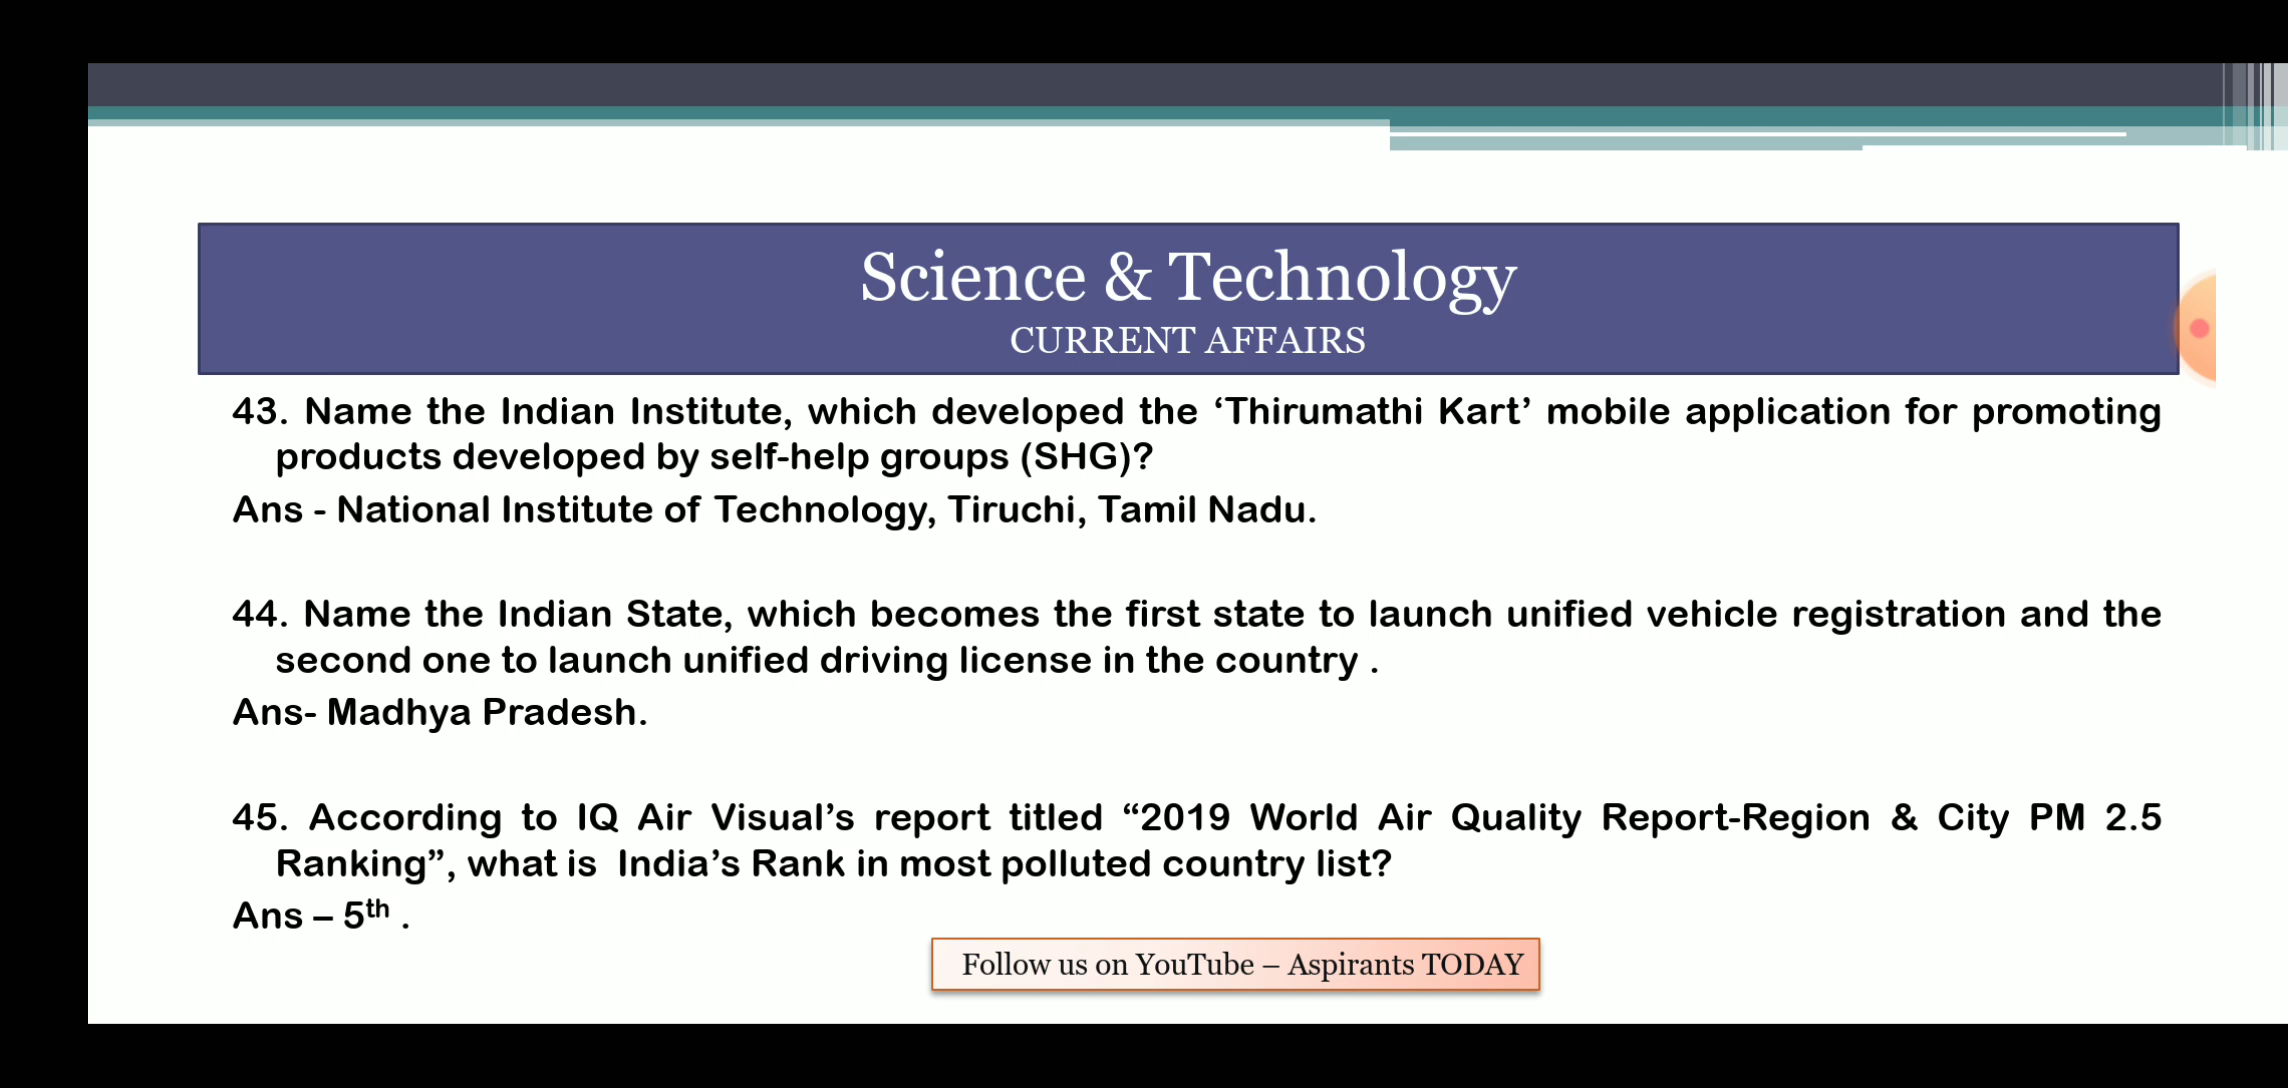 Science & Technology
CURRENT AFFAIRS
43. Name the Indian Institute, which developed the ‘Thirumathi Kart’ mobile application for promoting
products developed by self-help groups (SHG)?
Ans - National Institute of Technology, Tiruchi, Tamil Nadu.
44. Name the Indian State, which becomes the first state to launch unified vehicle registration and the
second one to launch unified driving license in the country .
Ans- Madhya Pradesh.
45. According to IQ Air Visual’s report titled “2019 World Air Quality Report-Region & City PM 2.5
Ranking”, what is India’s Rank in most polluted country list?
Ans – 5th .
Follow us on YouTube – Aspirants TODAY